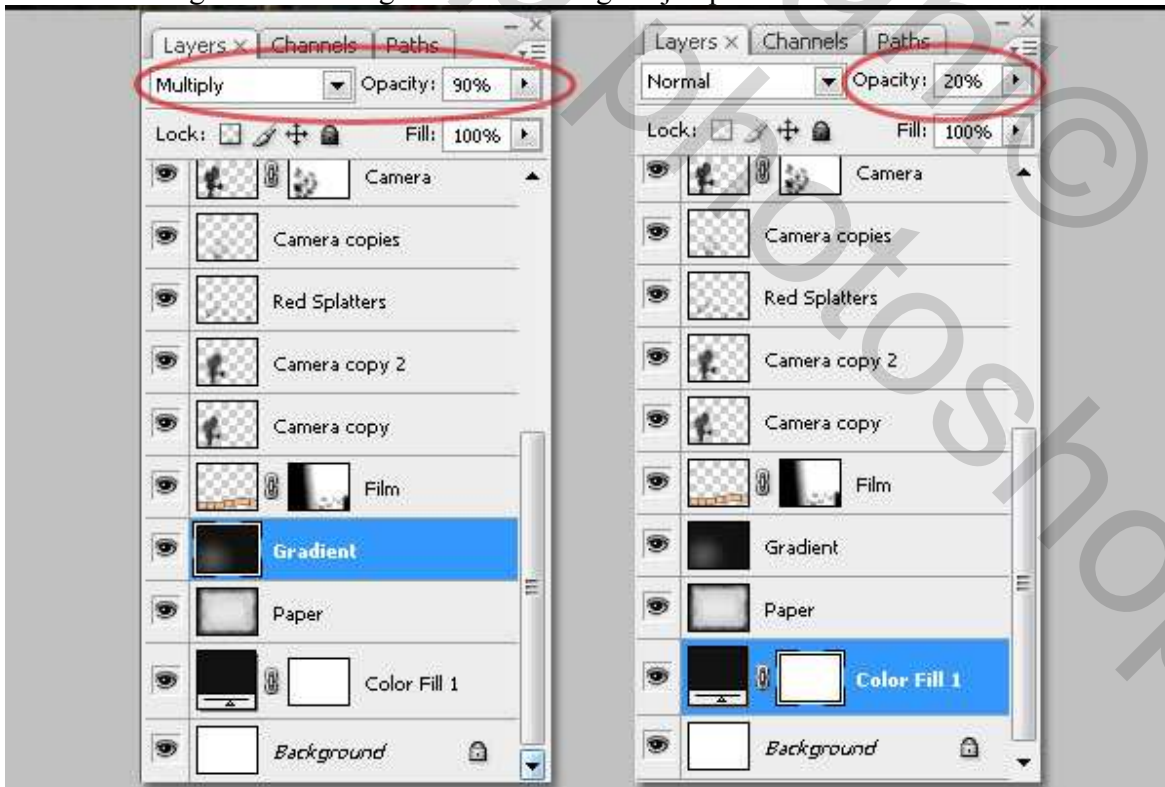 Layers × Channels Paths
Multiply Opacity: 90%
Lock: Fill: 100%
Camera
Camera copies
Red Splatters
Camera copy 2
Camera copy
Film
Gradient
Paper
Color Fill 1
Background
Layers × Channels Paths
Normal Opacity: 20%
Lock: Fill: 100%
Camera
Camera copies
Red Splatters
Camera copy 2
Camera copy
Film
Gradient
Paper
Color Fill 1
Background